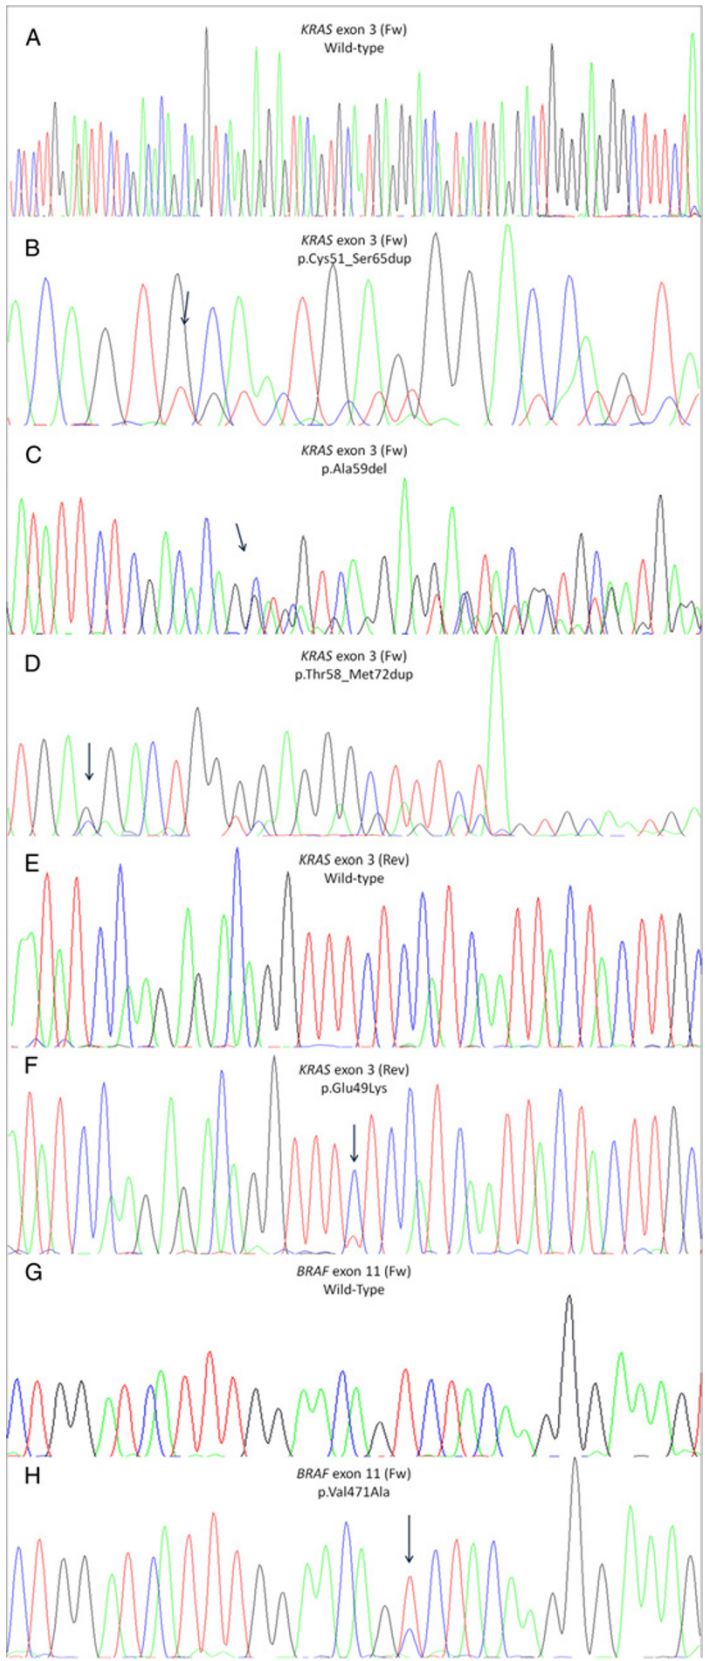 A
KRAS exon 3 (Fw)
Wild-type
B
KRAS exon 3 (Fw)
p.Cys51_Ser65dup
C
KRAS exon 3 (Fw)
p.Ala59del
D
KRAS exon 3 (Fw)
p.Thr58_Met72dup
E
KRAS exon 3 (Rev)
Wild-type
F
KRAS exon 3 (Rev)
p.Glu49Lys
G
BRAF exon 11 (Fw)
Wild-Type
H
BRAF exon 11 (Fw)
p.Val471Ala